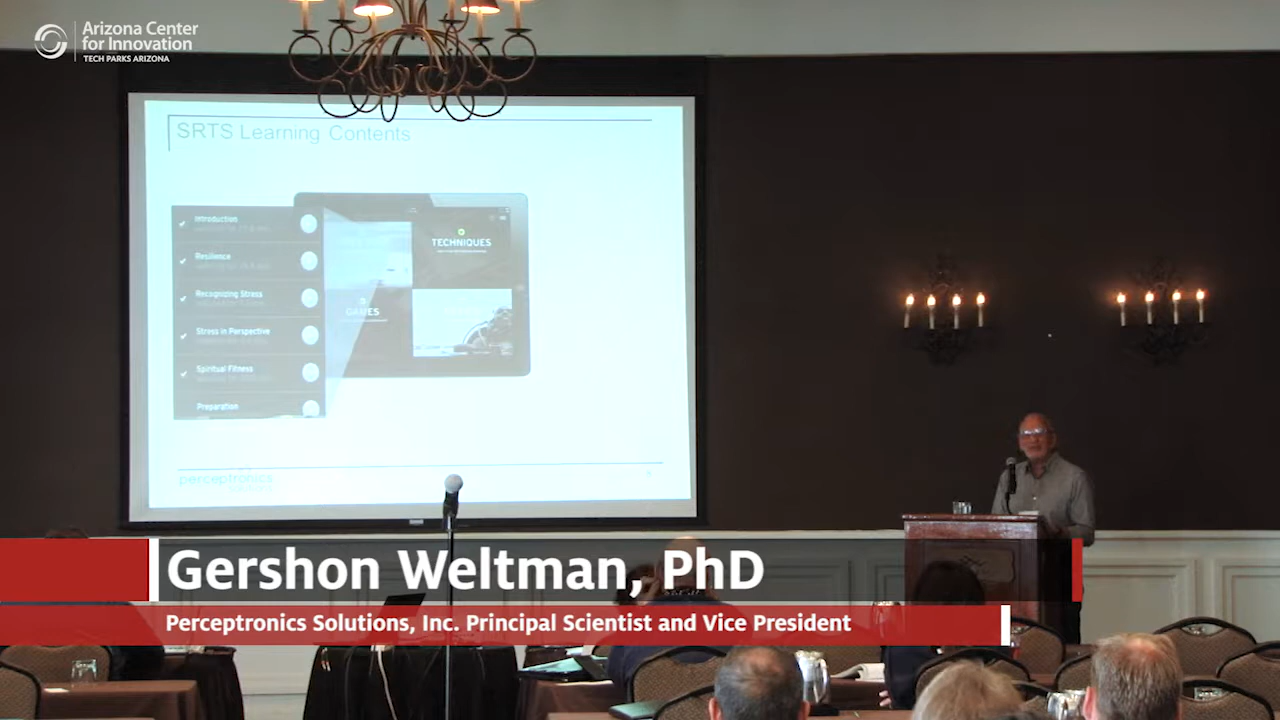 Arizona Center
for Innovation
TECH PARKS ARIZONA
SRTS Learning Contents
Introduction
Resilience
Recognizing Stress
Stress in Perspective
Spiritual Fitness
Preparation
TECHNIQUES
GAMES
perceptronics
solutions
Gershon Weltman, PhD
Perceptronics Solutions, Inc. Principal Scientist and Vice President